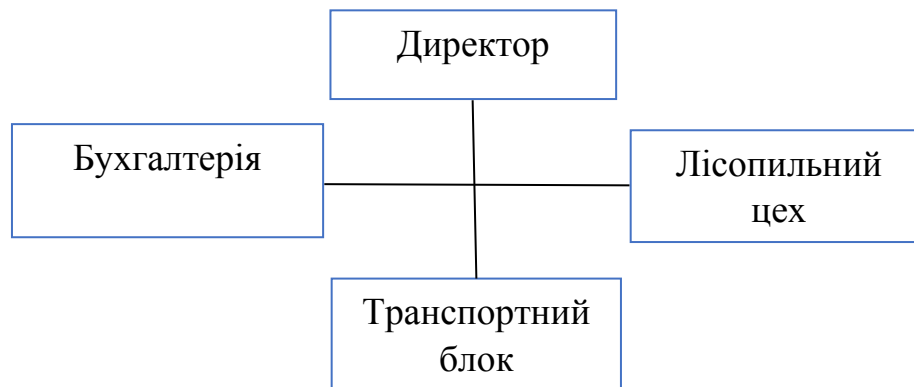 Директор
Бухгалтерія
Лісопильний
цех
Транспортний
блок